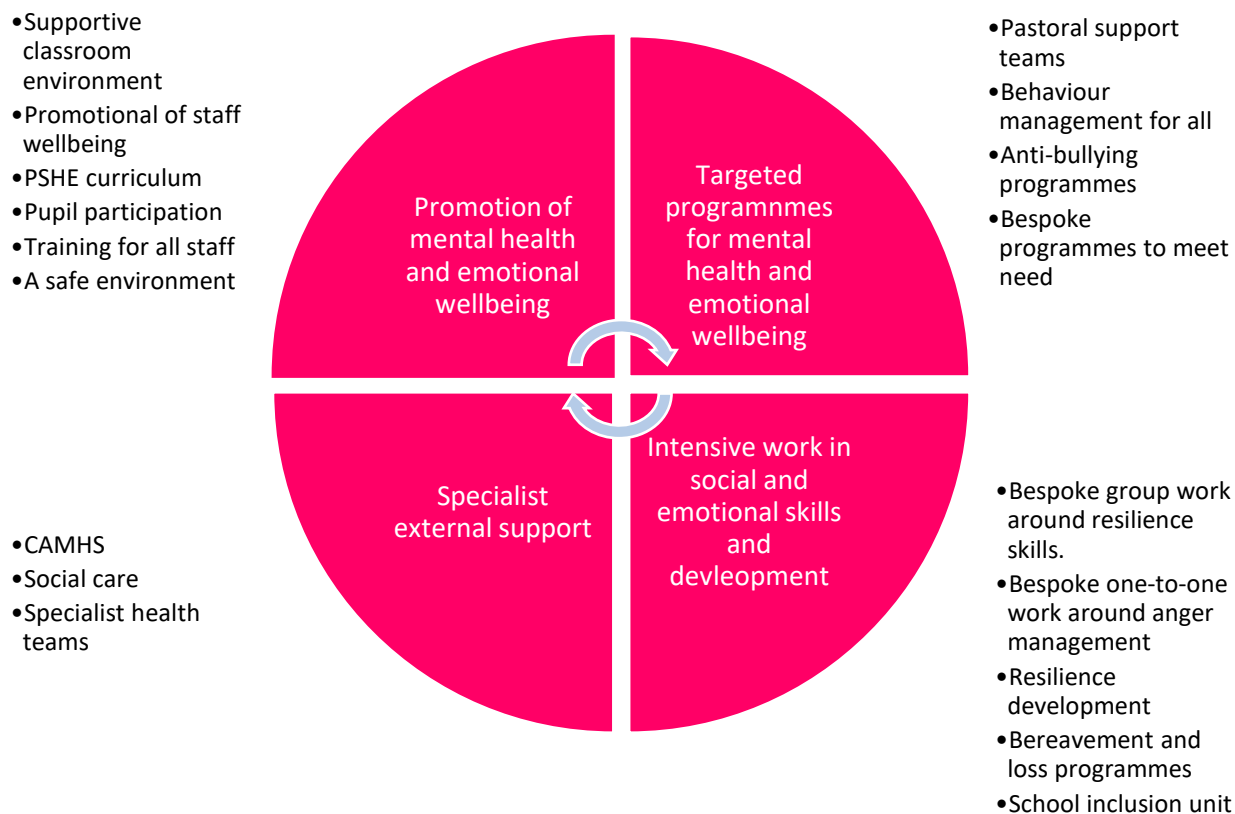 •Supportive
classroom
environment
•Promotional of staff
wellbeing
•PSHE curriculum
•Pupil participation
•Training for all staff
•A safe environment
Promotion of
mental health
and emotional
wellbeing
Targeted
programnmes
for mental
health and
emotional
wellbeing
•Pastoral support
teams
•Behaviour
management for all
•Anti-bullying
programmes
•Bespoke
programmes to meet
need
•CAMHS
•Social care
•Specialist health
teams
Specialist
external support
Intensive work in
social and
emotional skills
and
devleopment
•Bespoke group work
around resilience
skills.
•Bespoke one-to-one
work around anger
management
•Resilience
development
•Bereavement and
loss programmes
•School inclusion unit